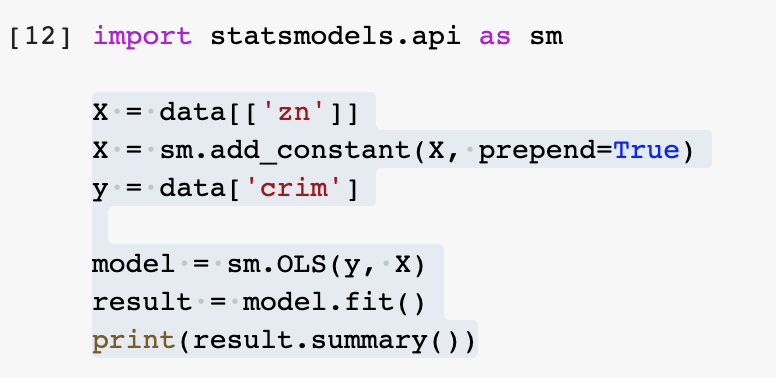 [12] import statsmodels.api as sm
X = data[['zn']]
X = sm.add_constant(X, prepend=True)
y = data['crim']
model = sm.OLS(y, X)
result = model.fit()
print(result.summary())